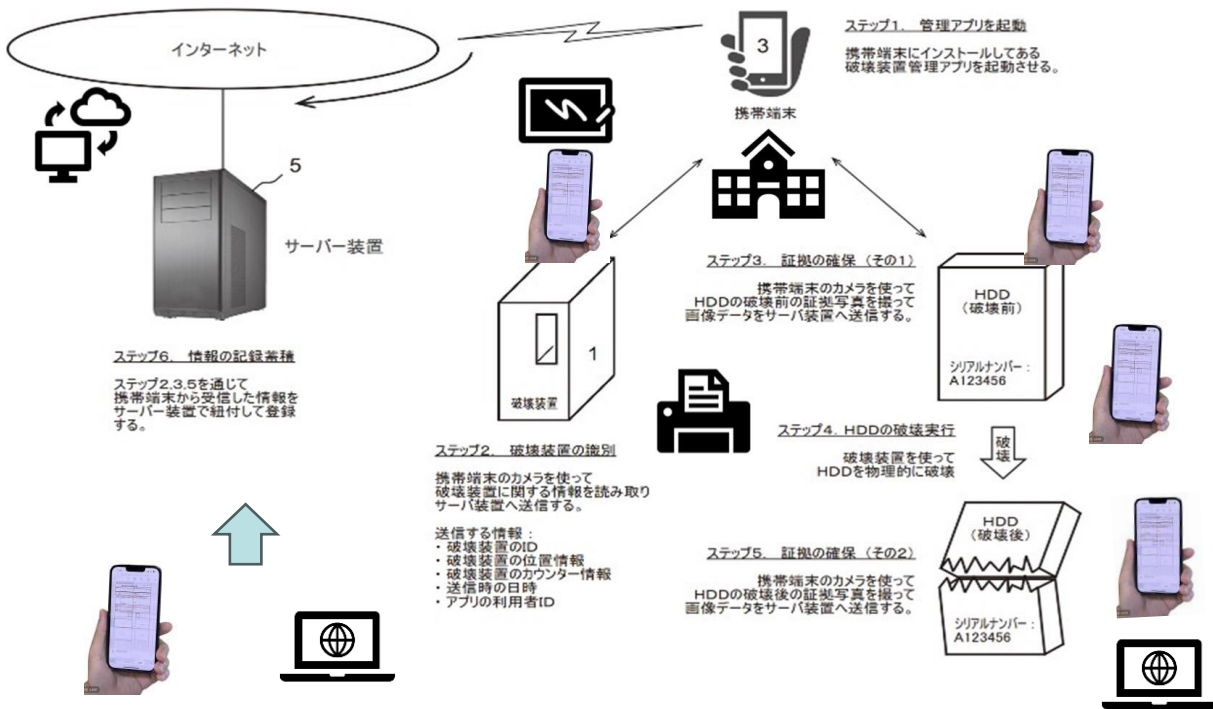 インターネット
5
サーバー装置
3
携帯端末
ステップ1. 管理アプリを起動
携帯端末にインストールしてある
破壊装置管理アプリを起動させる。
ステップ6. 情報の記録蓄積
ステップ2,3,5を通じて
携帯端末から受信した情報を
サーバー装置で紐付して登録
する。
1
破壊装置
ステップ2. 破壊装置の識別
携帯端末のカメラを使って
破壊装置に関する情報を読み取り
サーバ装置へ送信する。
送信する情報：
・破壊装置のID
・破壊装置の位置情報
・破壊装置のカウンター情報
・送信時の日時
・アプリの利用者ID
ステップ3. 証拠の確保（その1）
携帯端末のカメラを使って
HDDの破壊前の証拠写真を撮って
画像データをサーバ装置へ送信する。
HDD
（破壊前）
シリアルナンバー：
A123456
ステップ4. HDDの破壊実行
破壊装置を使って
HDDを物理的に破壊
破壊
ステップ5. 証拠の確保（その2）
携帯端末のカメラを使って
HDDの破壊後の証拠写真を撮って
画像データをサーバ装置へ送信する。
HDD
（破壊後）
シリアルナンバー：
A123456